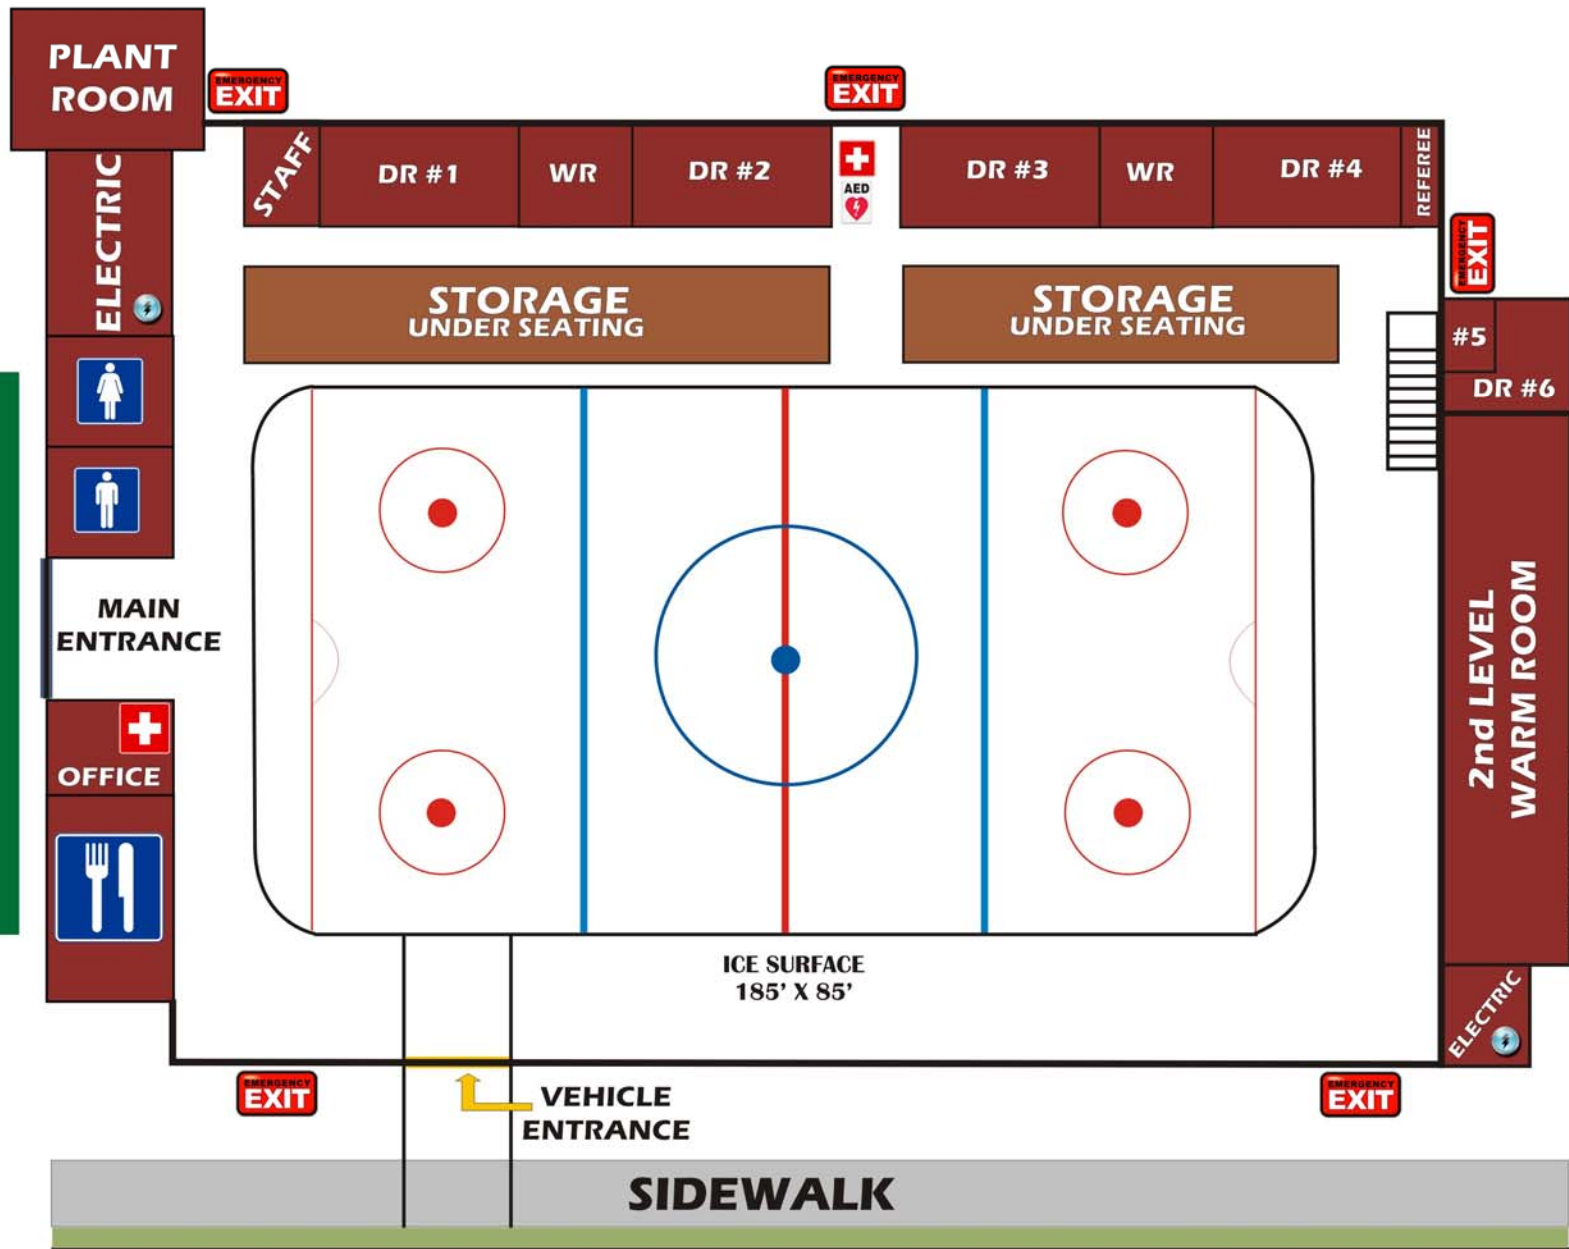 PLANT
ROOM
EMERGENCY
EXIT
EMERGENCY
EXIT
STAFF
DR #1
WR
DR #2
AED
DR #3
WR
DR #4
REFEREE
ELECTRIC
EMERGENCY
EXIT
STORAGE
UNDER SEATING
STORAGE
UNDER SEATING
#5
DR #6
MAIN
ENTRANCE
2nd LEVEL
WARM ROOM
OFFICE
ICE SURFACE
185' X 85'
ELECTRIC
EMERGENCY
EXIT
VEHICLE
ENTRANCE
EMERGENCY
EXIT
SIDEWALK